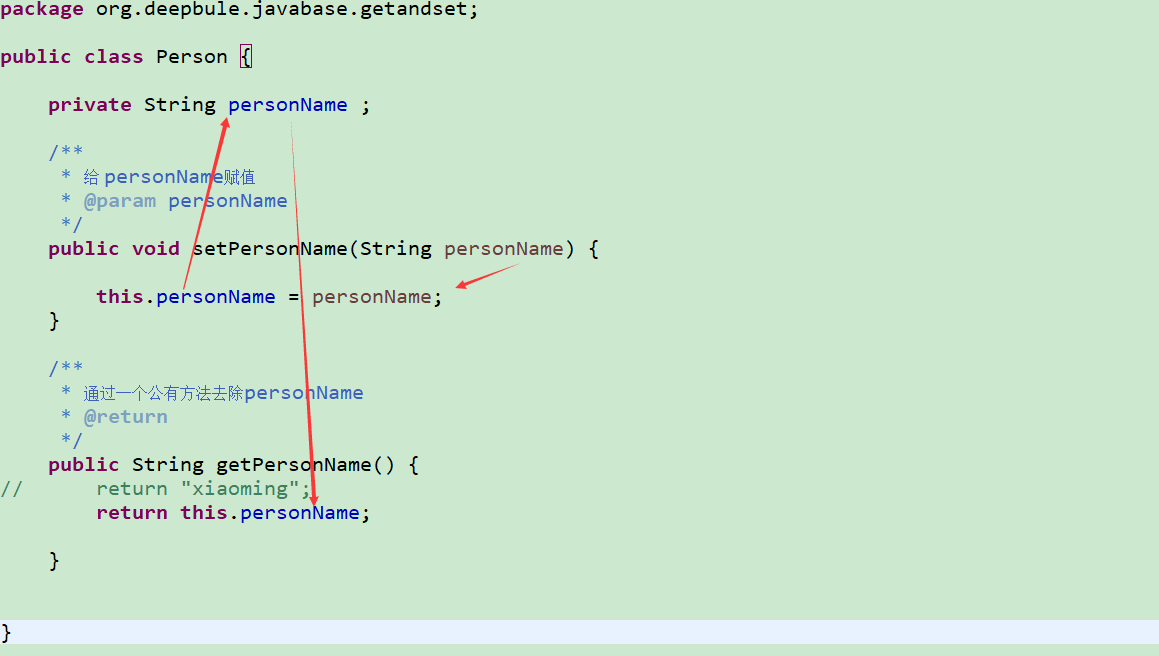 package org.deepbule.javabase.getandset;
public class Person {
private String personName ;
/**
* 给 personName赋值
* @param personName
*/
public void setPersonName(String personName) {
this.personName = personName;
}
/**
* 通过一个公有方法去除personName
* @return
*/
public String getPersonName() {
// return "xiaoming";
return this.personName;
}
}